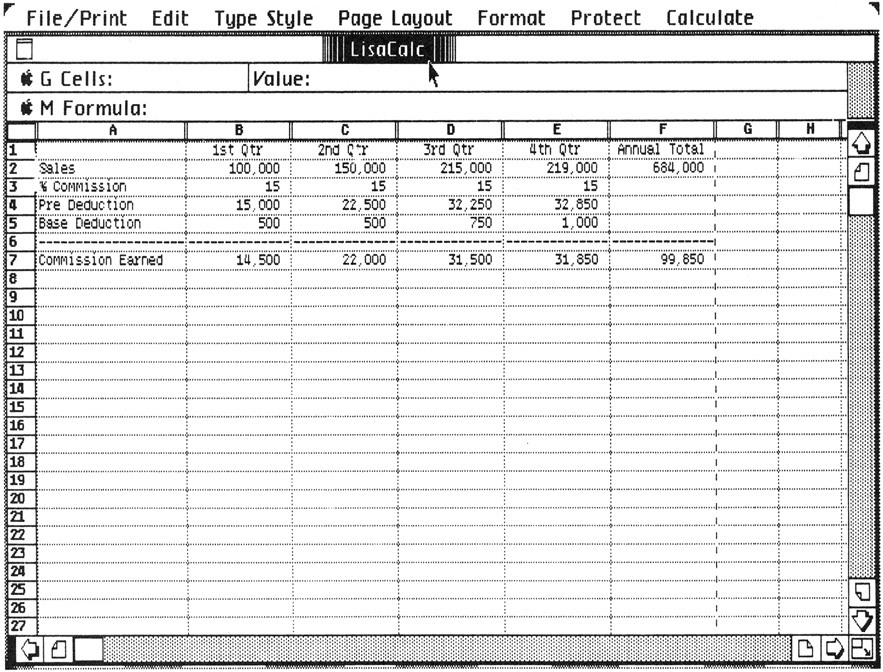 File/Print Edit Type Style Page Layout Format Protect Calculate
LisaCalc
G Cells: Value:
M Formula:
A B C D E F G H
1 1st Qtr 2nd Qtr 3rd Qtr 4th Qtr Annual Total
2 Sales 100,000 150,000 215,000 219,000 684,000
3 % Commission 15 15 15 15
4 Pre Deduction 15,000 22,500 32,250 32,850
5 Base Deduction 500 500 750 1,000
6
7 Commission Earned 14,500 22,000 31,500 31,850 99,850
8
9
10
11
12
13
14
15
16
17
18
19
20
21
22
23
24
25
26
27